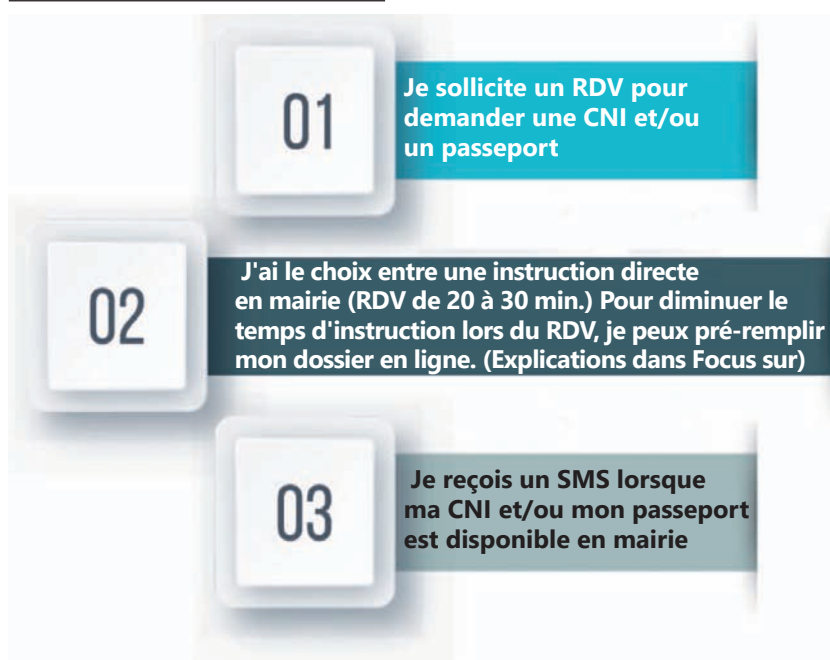 01
Je sollicite un RDV pour
demander une CNI et/ou
un passeport
02
J'ai le choix entre une instruction directe
en mairie (RDV de 20 à 30 min.) Pour diminuer le
temps d'instruction lors du RDV, je peux pré-remplir
mon dossier en ligne. (Explications dans Focus sur)
03
Je reçois un SMS lorsque
ma CNI et/ou mon passeport
est disponible en mairie